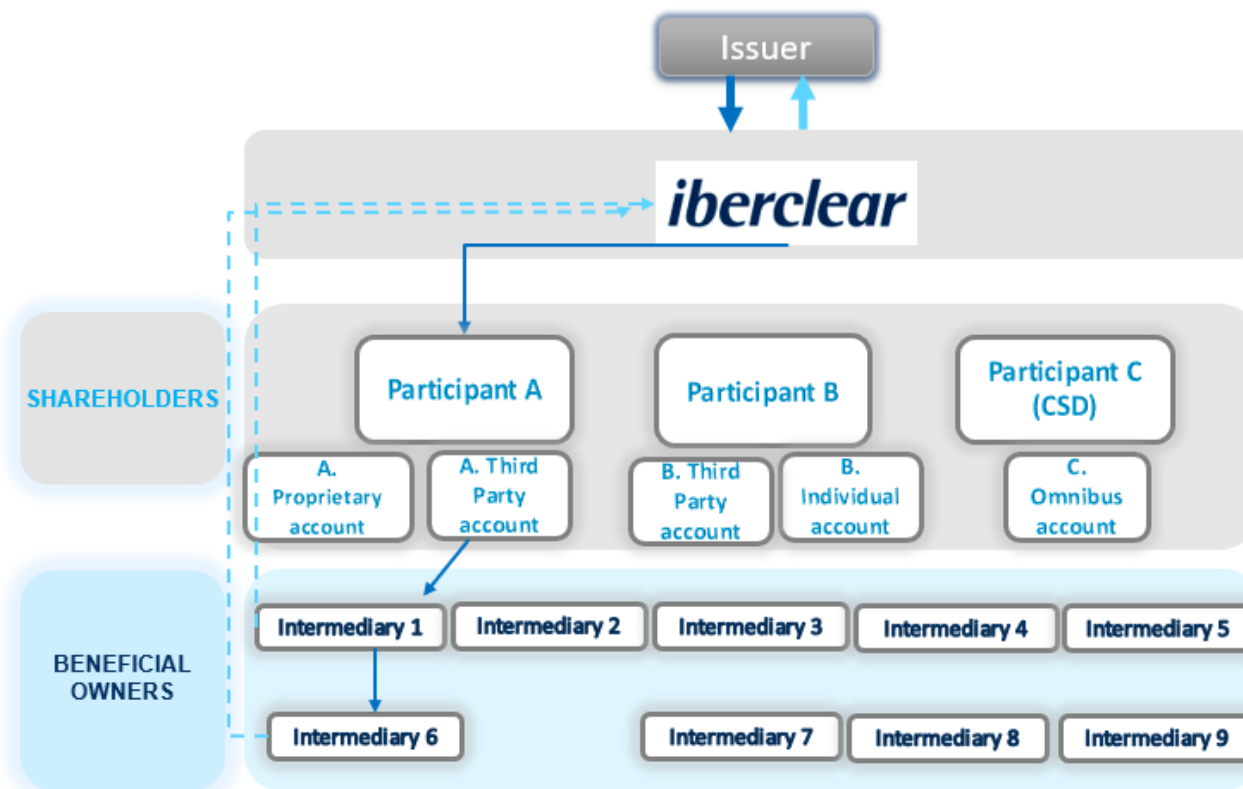 Issuer
iberclear
SHAREHOLDERS
Participant A
Participant B
Participant C
(CSD)
A.
Proprietary
account
A. Third
Party
account
B. Third
Party
account
B.
Individual
account
C.
Omnibus
account
BENEFICIAL
OWNERS
Intermediary 1
Intermediary 2
Intermediary 3
Intermediary 4
Intermediary 5
Intermediary 6
Intermediary 7
Intermediary 8
Intermediary 9